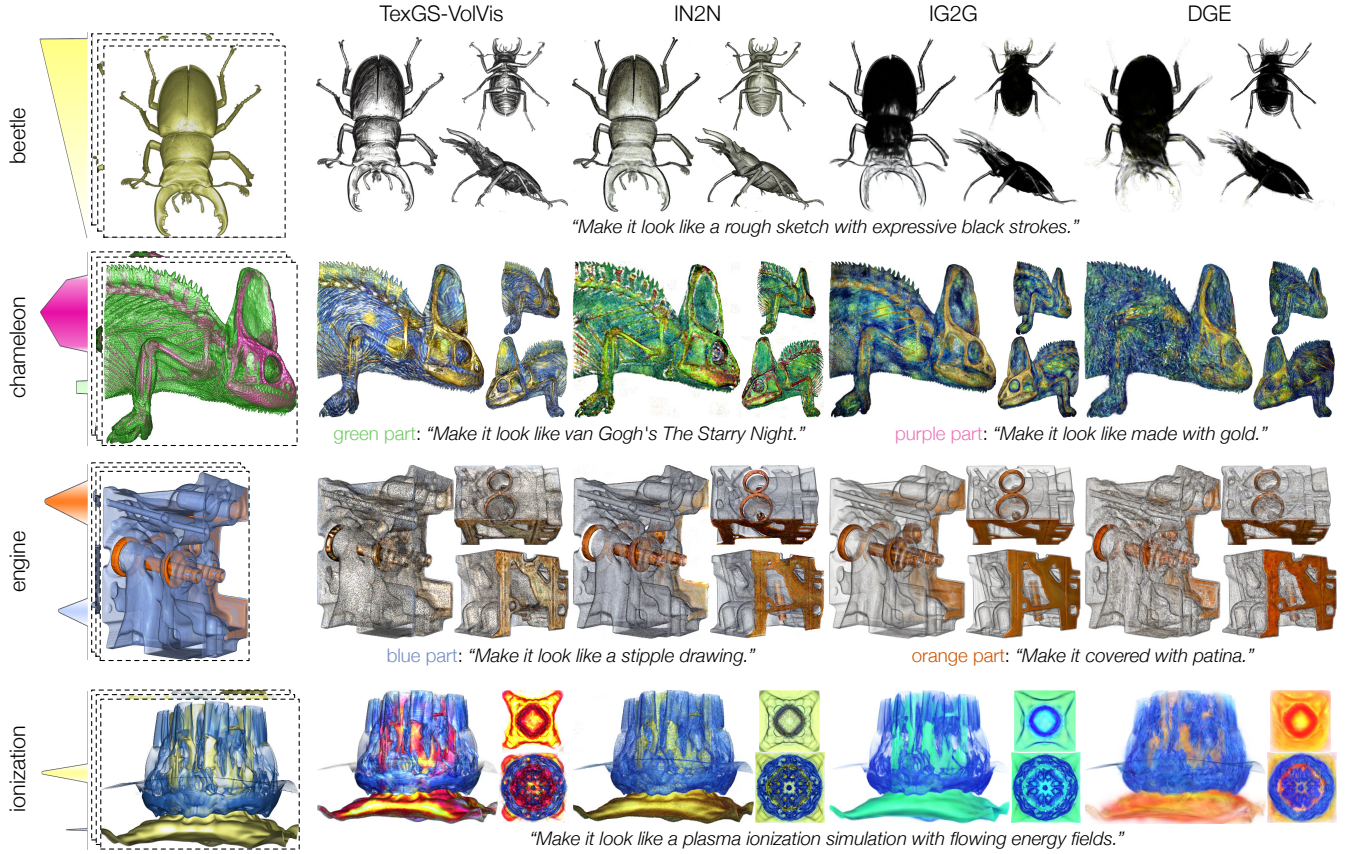 TexGS-VolVis IN2N IG2G DGE
beetle
“Make it look like a rough sketch with expressive black strokes.”
chameleon
green part: “Make it look like van Gogh's The Starry Night.” purple part: “Make it look like made with gold.”
engine
blue part: “Make it look like a stipple drawing.” orange part: “Make it covered with patina.”
ionization
“Make it look like a plasma ionization simulation with flowing energy fields.”